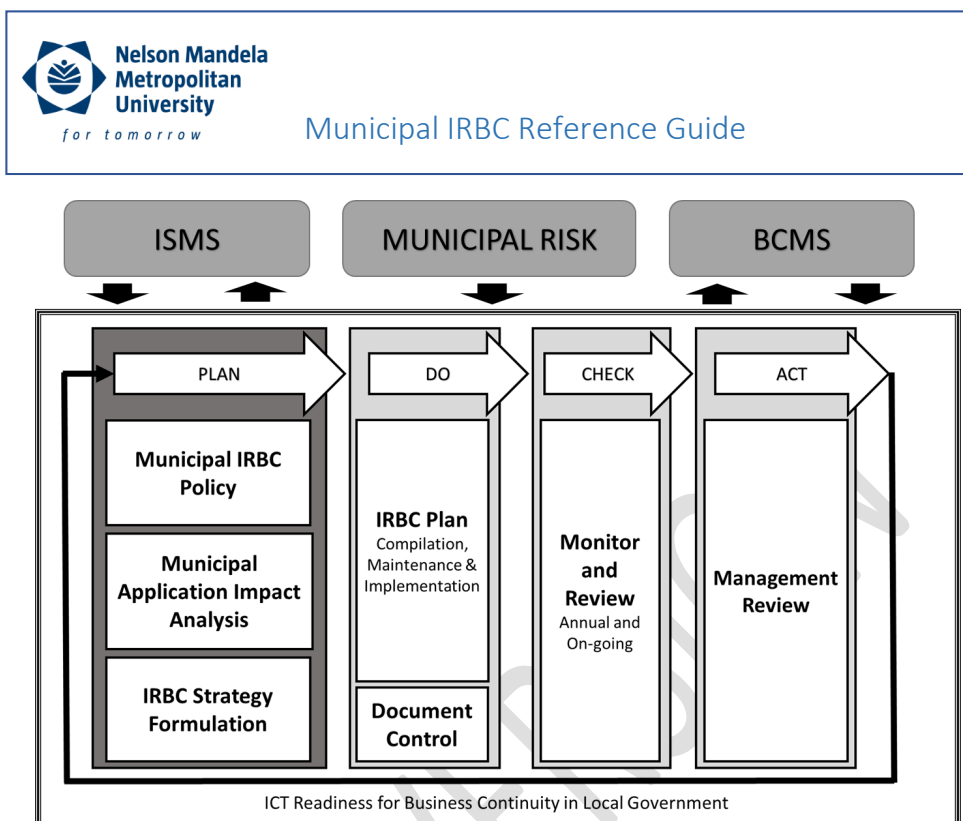 Nelson Mandela
Metropolitan
University
for tomorrow
Municipal IRBC Reference Guide
ISMS
MUNICIPAL RISK
BCMS
PLAN
DO
CHECK
ACT
Municipal IRBC
Policy
Municipal
Application Impact
Analysis
IRBC Strategy
Formulation
IRBC Plan
Compilation,
Maintenance &
Implementation
Document
Control
Monitor
and
Review
Annual and
On-going
Management
Review
ICT Readiness for Business Continuity in Local Government